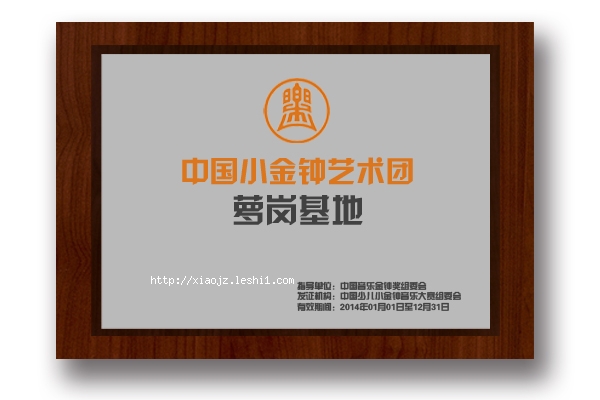 中国小金钟艺术团
萝岗基地
http://xiaojz.leshi1.com
指导单位：中国音乐金钟奖组委会
发证机构：中国少儿小金钟音乐大赛组委会
有效期间：2014年01月01日至12月31日